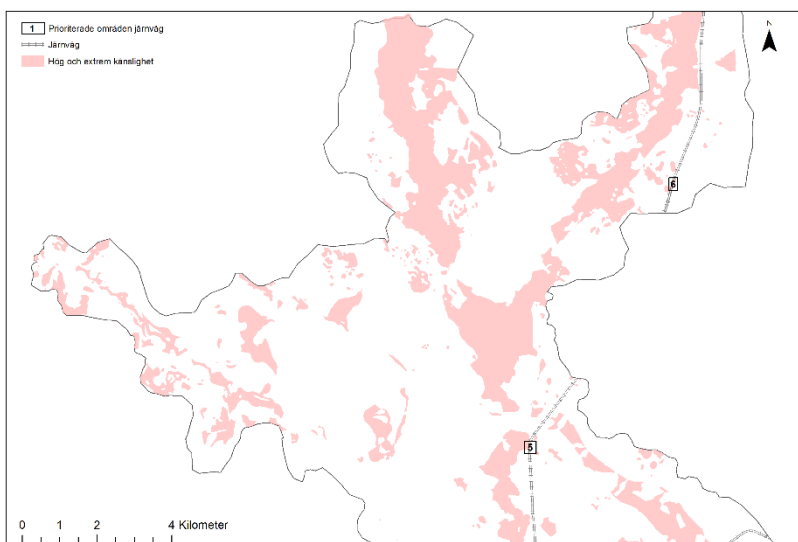 1 Prioriterade områden järnväg
Järnväg
Hög och extrem känslighet
N
6
5
0 1 2 4 Kilometer